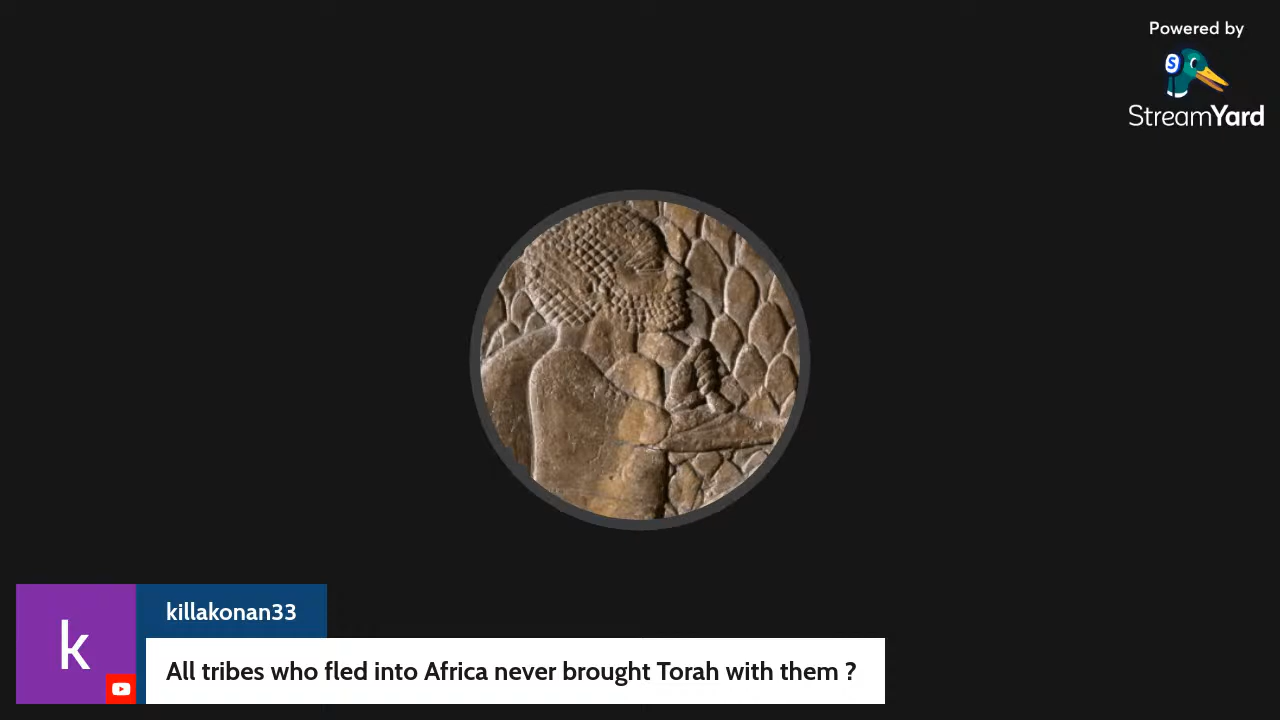 Powered by
S
StreamYard
k
killakonan33
All tribes who fled into Africa never brought Torah with them ?